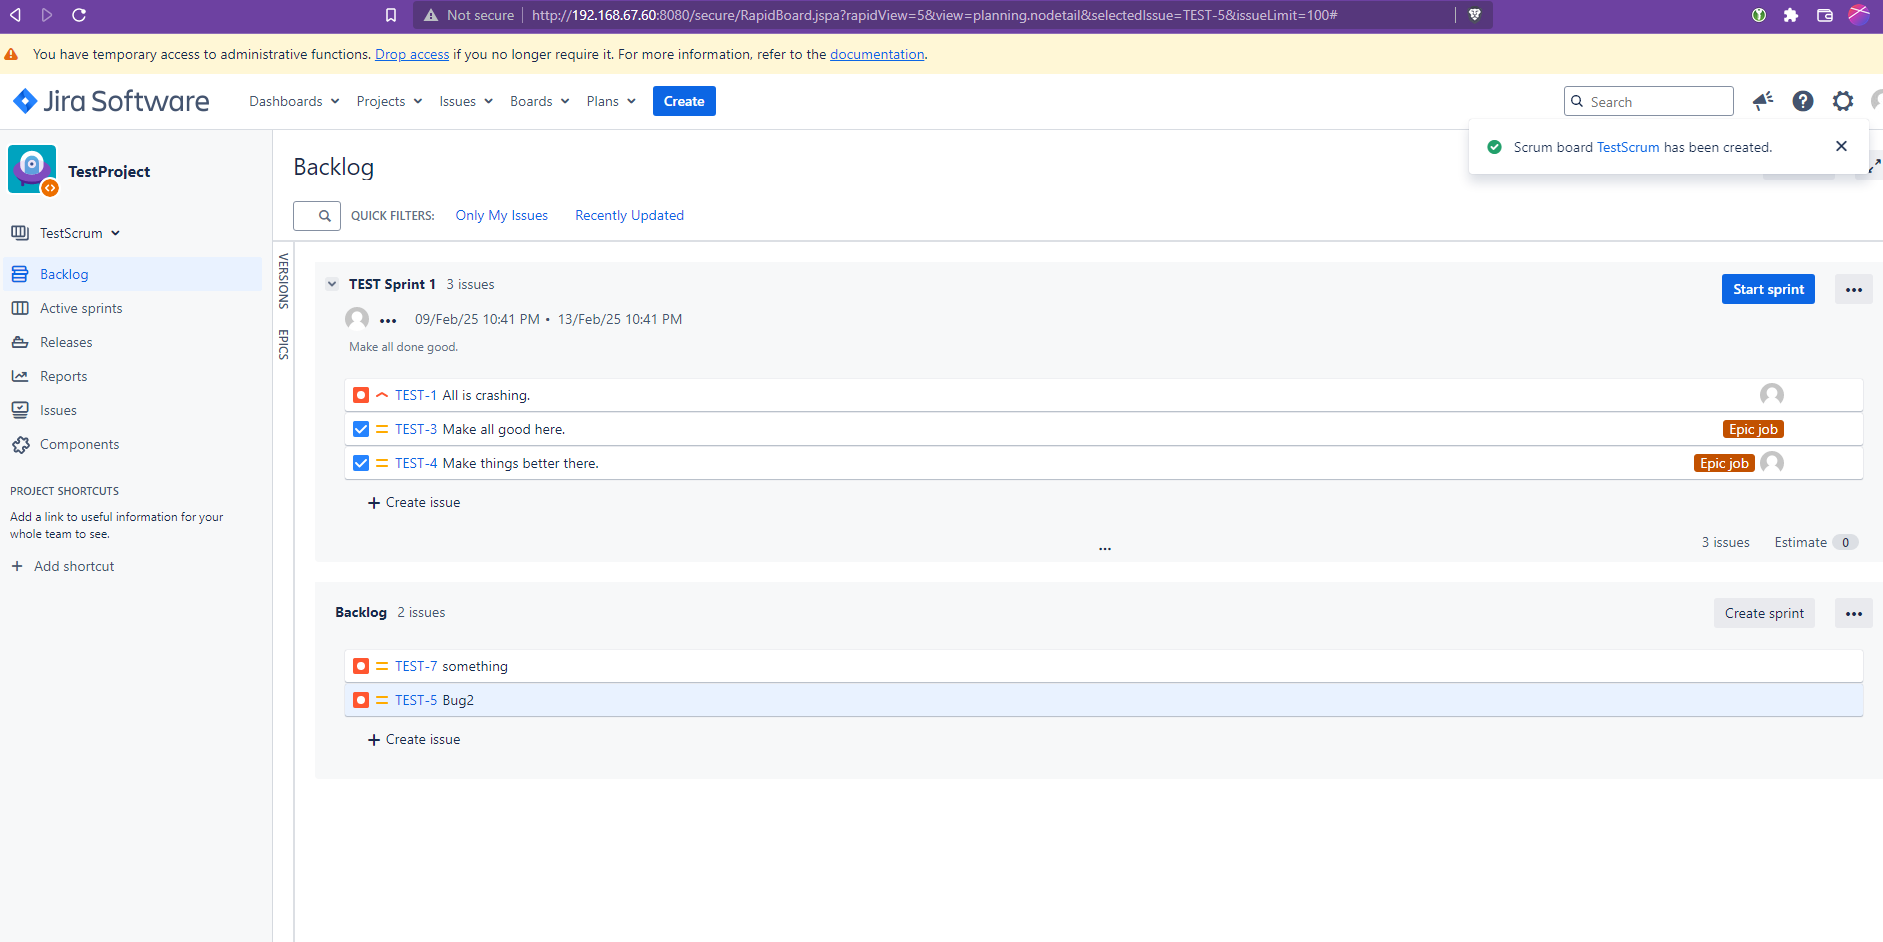 Not secure http://192.168.67.60:8080/secure/RapidBoard.jspa?rapidView=5&view=planning.nodetail&selectedIssue=TEST-5&issueLimit=100#
You have temporary access to administrative functions. Drop access if you no longer require it. For more information, refer to the documentation.
Jira Software Dashboards Projects Issues Boards Plans Create Search
Scrum board TestScrum has been created.
TestProject
TestScrum
Backlog
Active sprints
Releases
Reports
Issues
Components
PROJECT SHORTCUTS
Add a link to useful information for your
whole team to see.
+ Add shortcut
Backlog
QUICK FILTERS: Only My Issues Recently Updated
VERSIONS
EPICS
TEST Sprint 1 3 issues Start sprint •••
••• 09/Feb/25 10:41 PM • 13/Feb/25 10:41 PM
Make all done good.
TEST-1 All is crashing.
TEST-3 Make all good here. Epic job
TEST-4 Make things better there. Epic job
+ Create issue
...
3 issues Estimate 0
Backlog 2 issues Create sprint •••
TEST-7 something
TEST-5 Bug2
+ Create issue